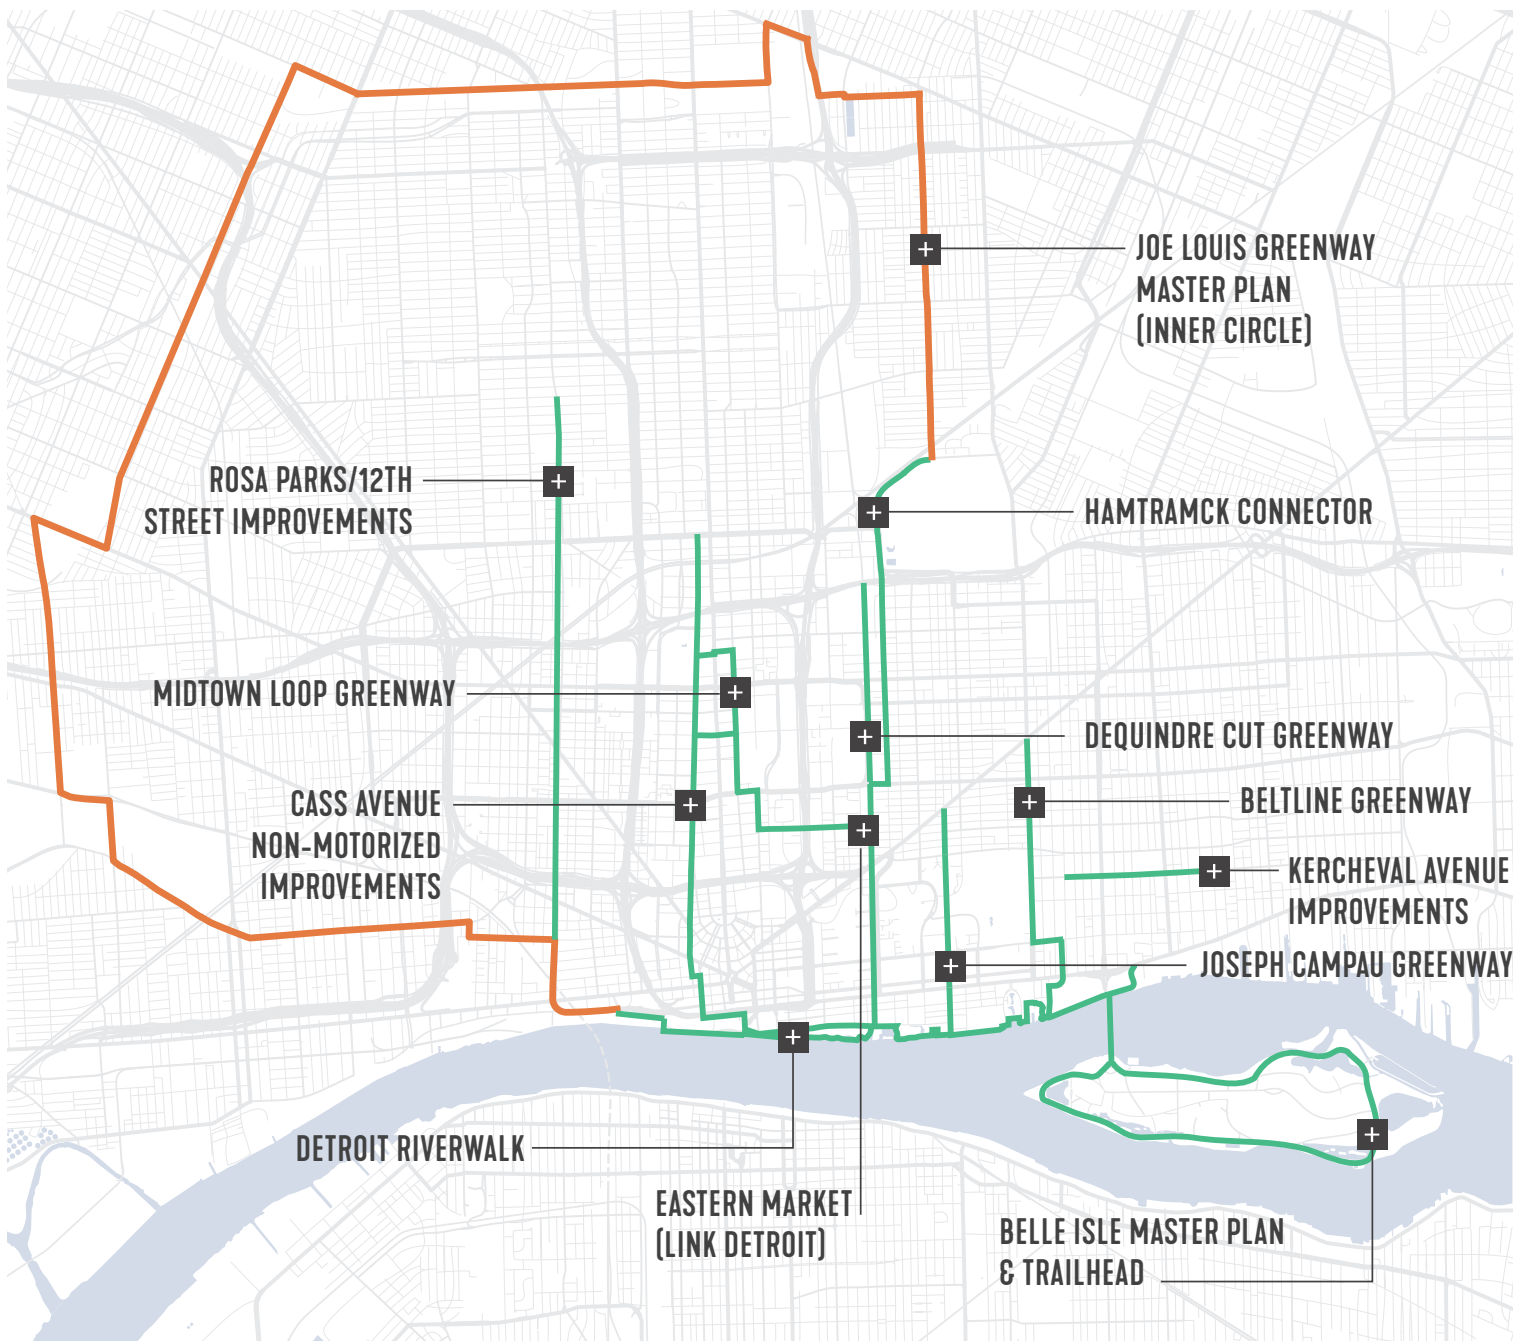 JOE LOUIS GREENWAY
MASTER PLAN
(INNER CIRCLE)
ROSA PARKS/12TH
STREET IMPROVEMENTS
HAMTRAMCK CONNECTOR
MIDTOWN LOOP GREENWAY
DEQUINDRE CUT GREENWAY
CASS AVENUE
NON-MOTORIZED
IMPROVEMENTS
BELTLINE GREENWAY
KERCHEVAL AVENUE
IMPROVEMENTS
JOSEPH CAMPAU GREENWAY
DETROIT RIVERWALK
EASTERN MARKET
(LINK DETROIT)
BELLE ISLE MASTER PLAN
& TRAILHEAD